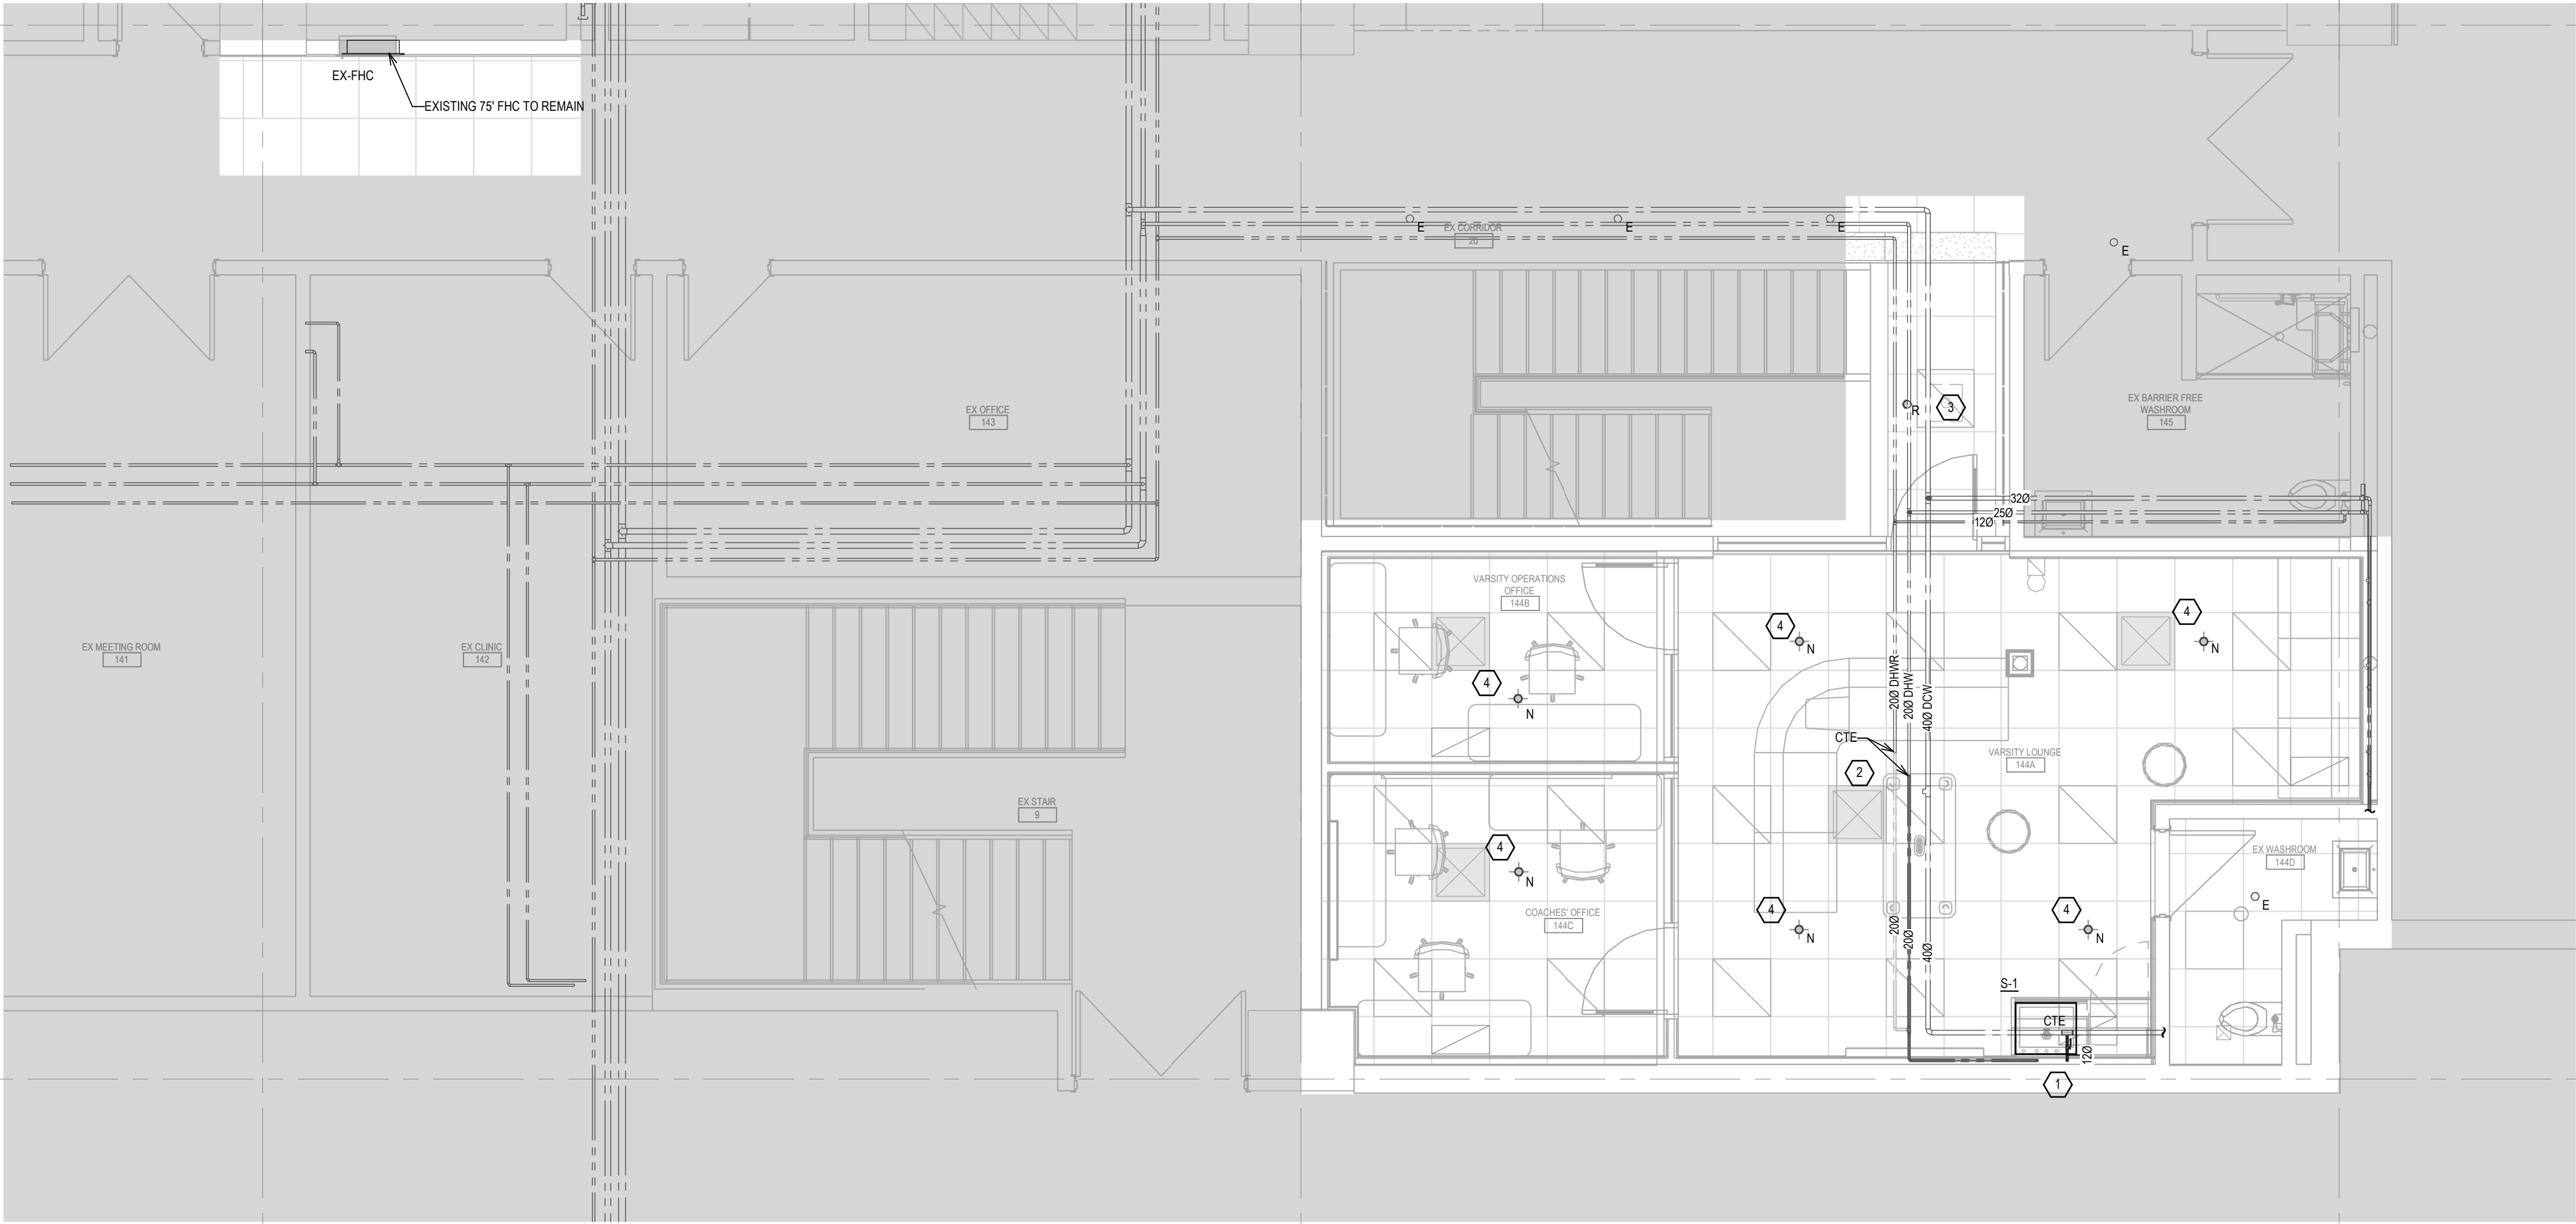 EX-FHC
EXISTING 75' FHC TO REMAIN
E
E
E
E
EX CORRIDOR
20
EX OFFICE
143
R
3
EX BARRIER FREE
WASHROOM
145
32Ø
25Ø
12Ø
EX MEETING ROOM
141
EX CLINIC
142
VARSITY OPERATIONS
OFFICE
144B
4
N
4
N
4
N
20Ø DHWR
20Ø DHW
40Ø DCW
CTE
2
VARSITY LOUNGE
144A
EX STAIR
9
4
N
COACHES' OFFICE
144C
4
N
4
N
20Ø
20Ø
40Ø
EX WASHROOM
144D
E
S-1
CTE
12Ø
1